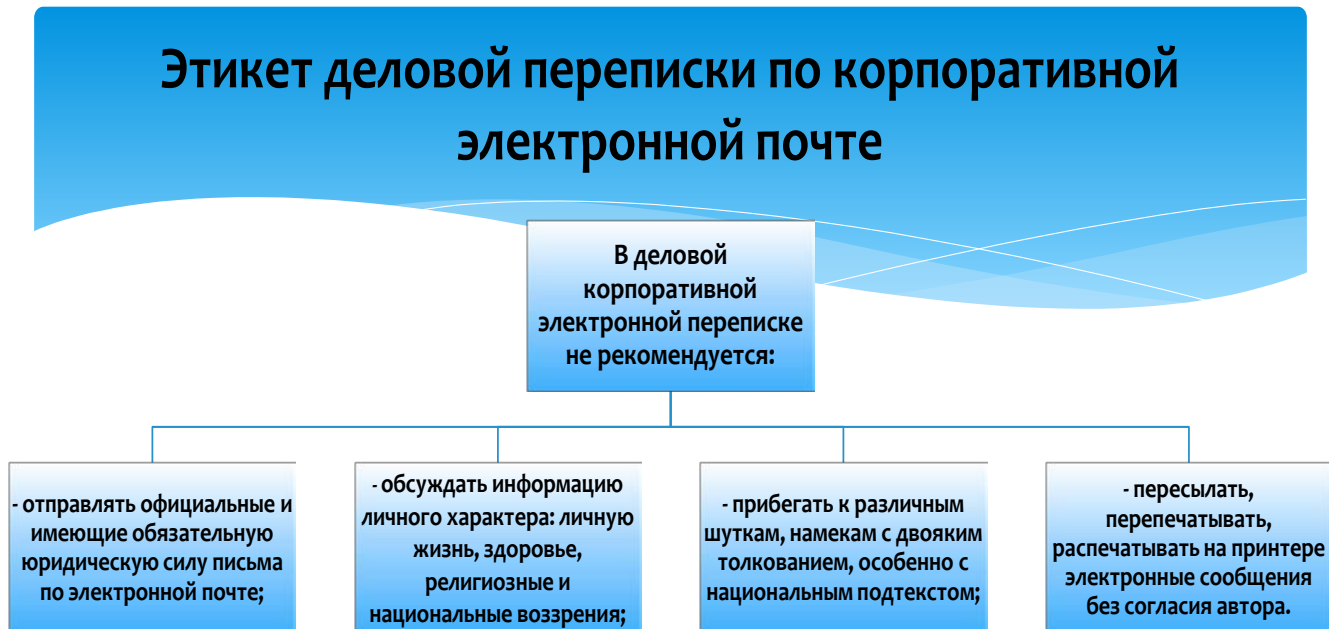 Этикет деловой переписки по корпоративной
электронной почте
В деловой
корпоративной
электронной переписке
не рекомендуется:
- отправлять официальные и
имеющие обязательную
юридическую силу письма
по электронной почте;
- обсуждать информацию
личного характера: личную
жизнь, здоровье,
религиозные и
национальные воззрения;
- прибегать к различным
шуткам, намекам с двояким
толкованием, особенно с
национальным подтекстом;
- пересылать,
перепечатывать,
распечатывать на принтере
электронные сообщения
без согласия автора.